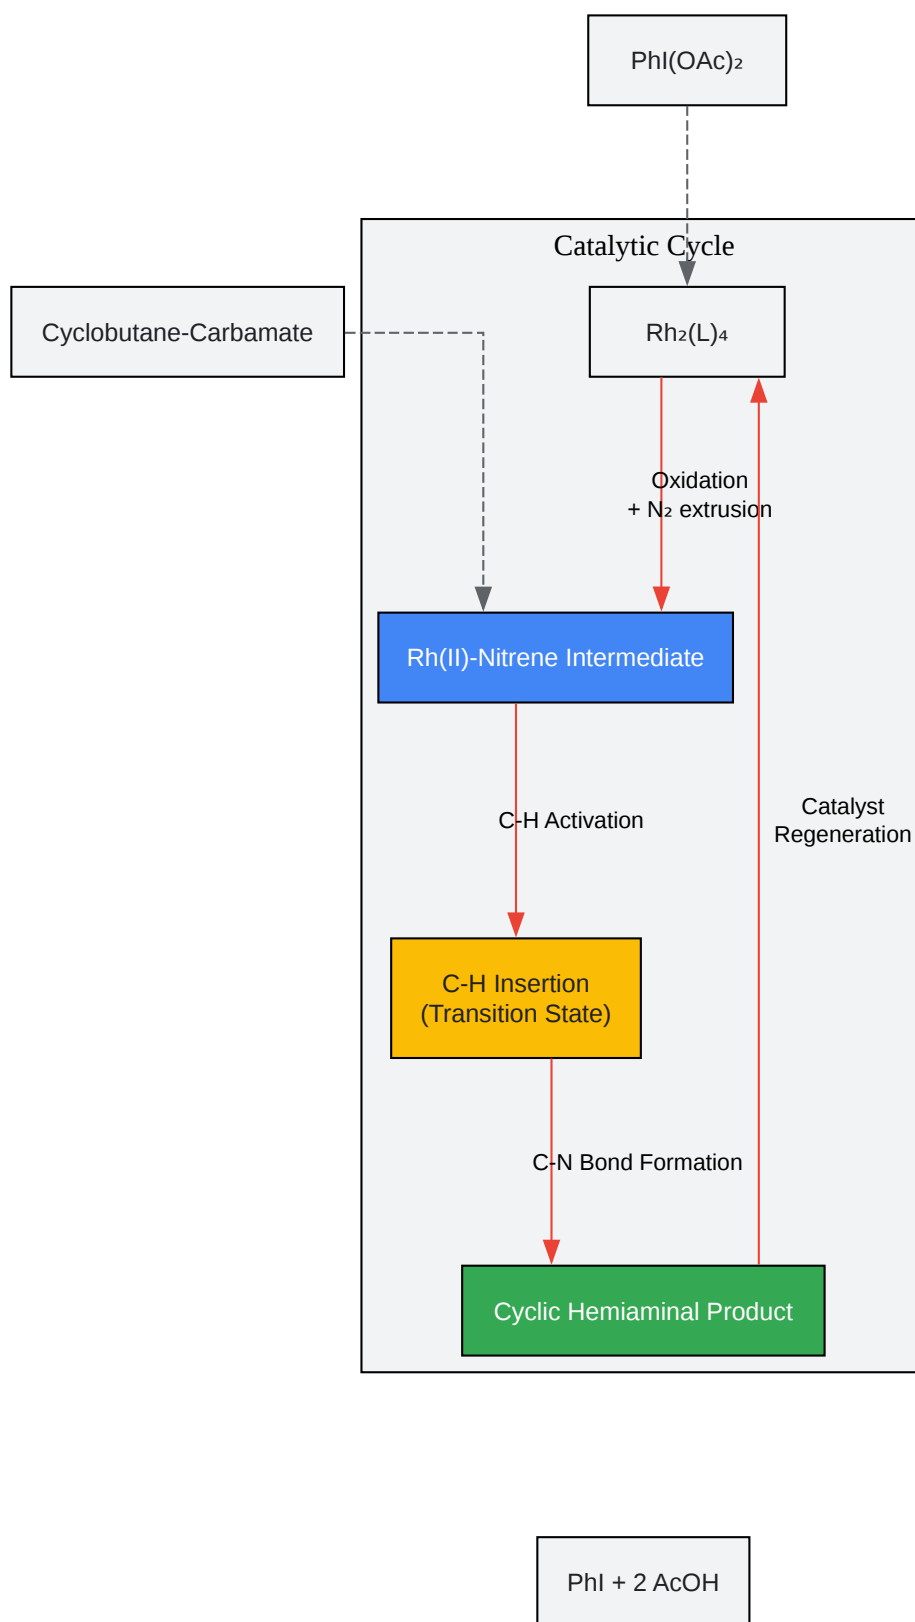 PhI(OAc)₂
Catalytic Cycle
Cyclobutane-Carbamate
Rh₂(L)₄
Oxidation
+ N₂ extrusion
Rh(II)-Nitrene Intermediate
C-H Activation
Catalyst
Regeneration
C-H Insertion
(Transition State)
C-N Bond Formation
Cyclic Hemiaminal Product
PhI + 2 AcOH